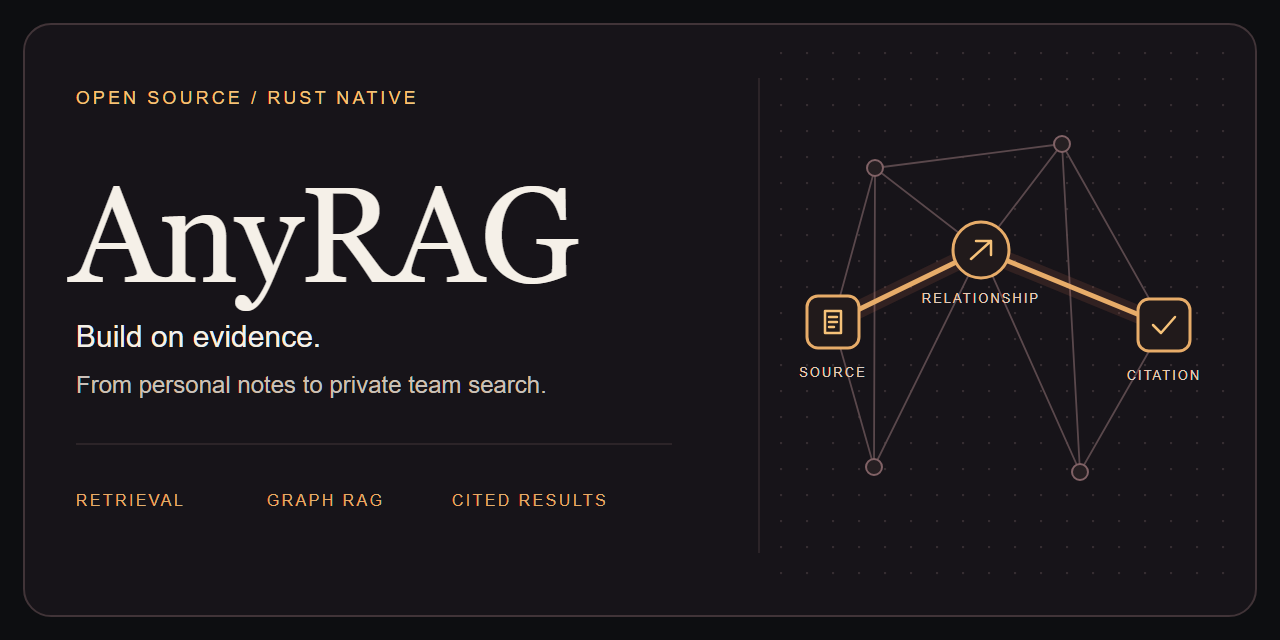 OPEN SOURCE / RUST NATIVE
AnyRAG
Build on evidence.
From personal notes to private team search.
RETRIEVAL
GRAPH RAG
CITED RESULTS
RELATIONSHIP
SOURCE
CITATION